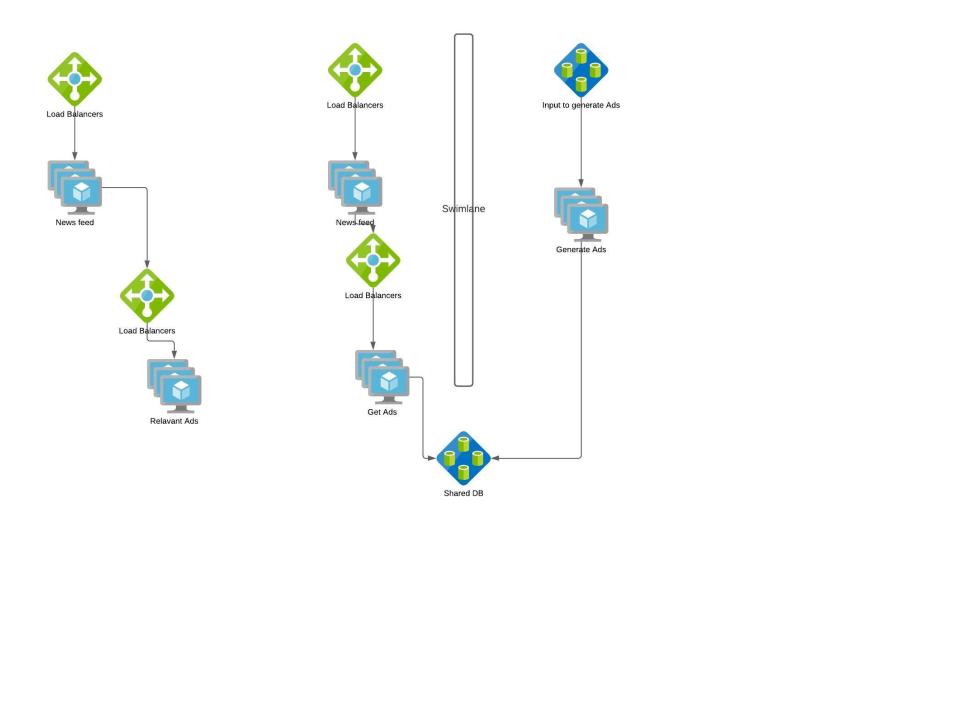 Load Balancers
News feed
Load Balancers
Relavant Ads
Load Balancers
News feed
Load Balancers
Get Ads
Swimlane
Input to generate Ads
Generate Ads
Shared DB